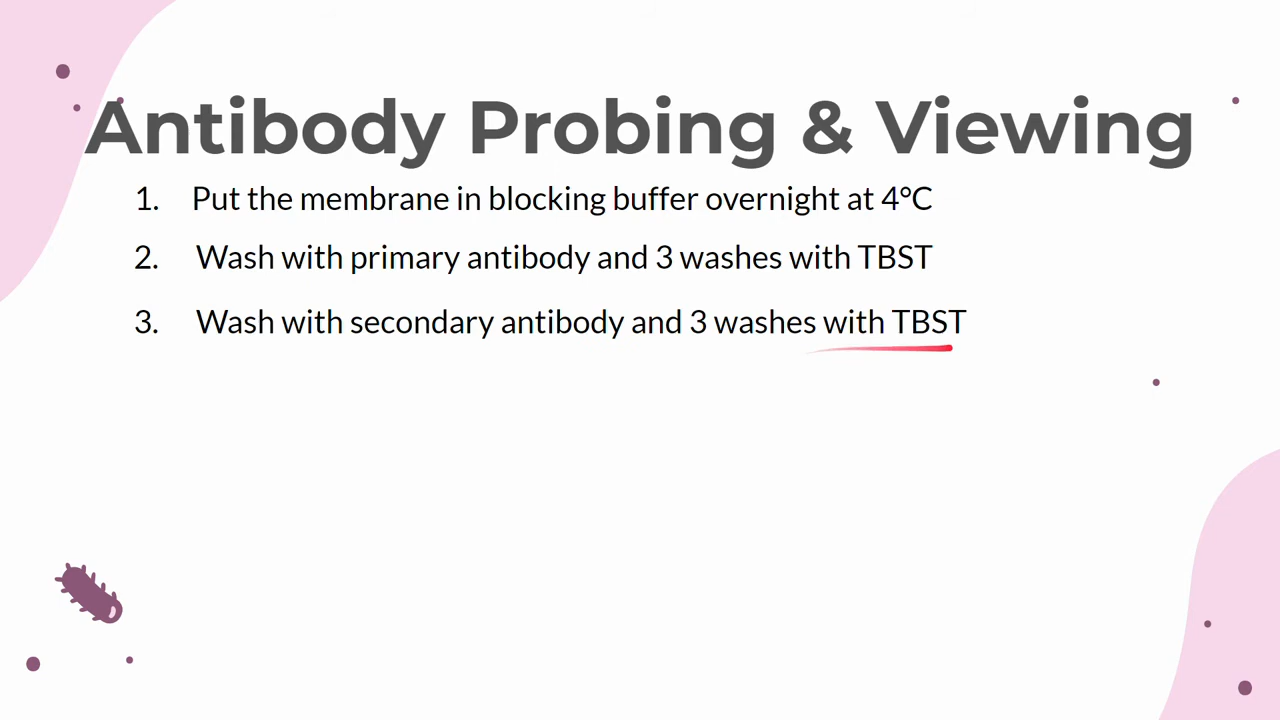 Antibody Probing & Viewing
1. Put the membrane in blocking buffer overnight at 4°C
2. Wash with primary antibody and 3 washes with TBST
3. Wash with secondary antibody and 3 washes with TBST